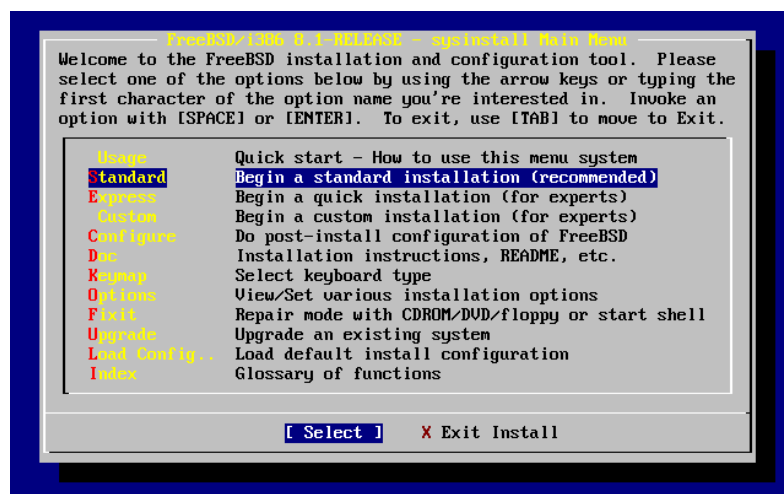 FreeBSD/i386 8.1-RELEASE - sysinstall Main Menu
Welcome to the FreeBSD installation and configuration tool.  Please
select one of the options below by using the arrow keys or typing the
first character of the option name you're interested in.  Invoke an
option with [SPACE] or [ENTER].  To exit, use [TAB] to move to Exit.
Usage Quick start - How to use this menu system
Standard Begin a standard installation (recommended)
Express Begin a quick installation (for experts)
Custom Begin a custom installation (for experts)
Configure Do post-install configuration of FreeBSD
Doc Installation instructions, README, etc.
Keymap Select keyboard type
Options View/Set various installation options
Fixit Repair mode with CDROM/DVD/floppy or start shell
Upgrade Upgrade an existing system
Load Config.. Load default install configuration
Index Glossary of functions
[ Select ] X Exit Install